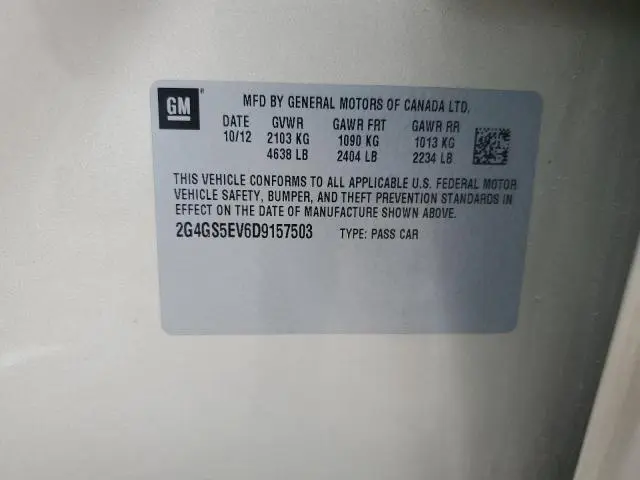 GM ®
MFD BY GENERAL MOTORS OF CANADA LTD.
DATE GVWR GAWR FRT GAWR RR
10/12 2103 KG 1090 KG 1013 KG
4638 LB 2404 LB 2234 LB
THIS VEHICLE CONFORMS TO ALL APPLICABLE U.S. FEDERAL MOTOR
VEHICLE SAFETY, BUMPER, AND THEFT PREVENTION STANDARDS IN
EFFECT ON THE DATE OF MANUFACTURE SHOWN ABOVE.
2G4GS5EV6D9157503 TYPE: PASS CAR